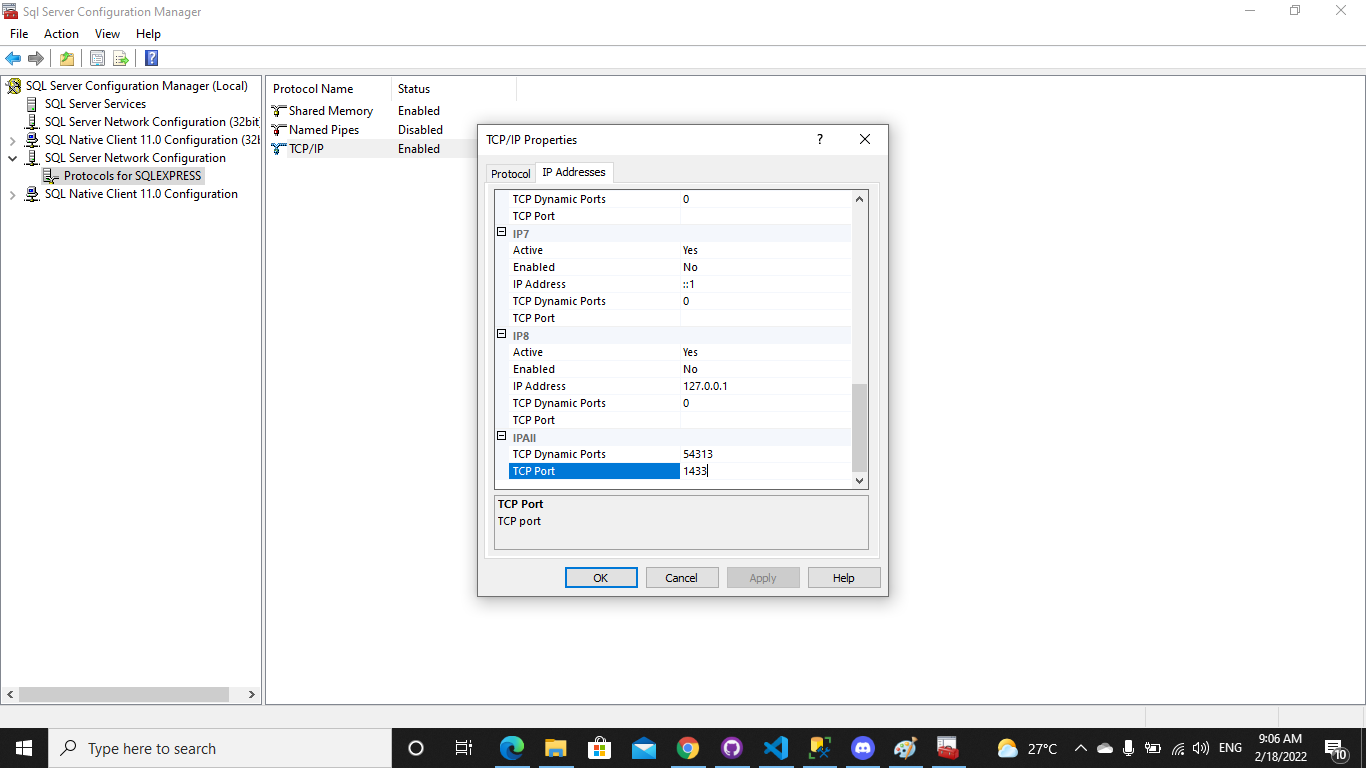 Sql Server Configuration Manager
File Action View Help
SQL Server Configuration Manager (Local)
SQL Server Services
SQL Server Network Configuration (32bit
SQL Native Client 11.0 Configuration (32b
SQL Server Network Configuration
Protocols for SQLEXPRESS
SQL Native Client 11.0 Configuration
Protocol Name Status
Shared Memory Enabled
Named Pipes Disabled
TCP/IP Enabled
TCP/IP Properties ?
Protocol IP Addresses
TCP Dynamic Ports 0
TCP Port
IP7
Active Yes
Enabled No
IP Address ::1
TCP Dynamic Ports 0
TCP Port
IP8
Active Yes
Enabled No
IP Address 127.0.0.1
TCP Dynamic Ports 0
TCP Port
IPAll
TCP Dynamic Ports 54313
TCP Port 1433
TCP Port
TCP port
OK Cancel Apply Help
Type here to search
27°C
ENG
9:06 AM
2/18/2022
10